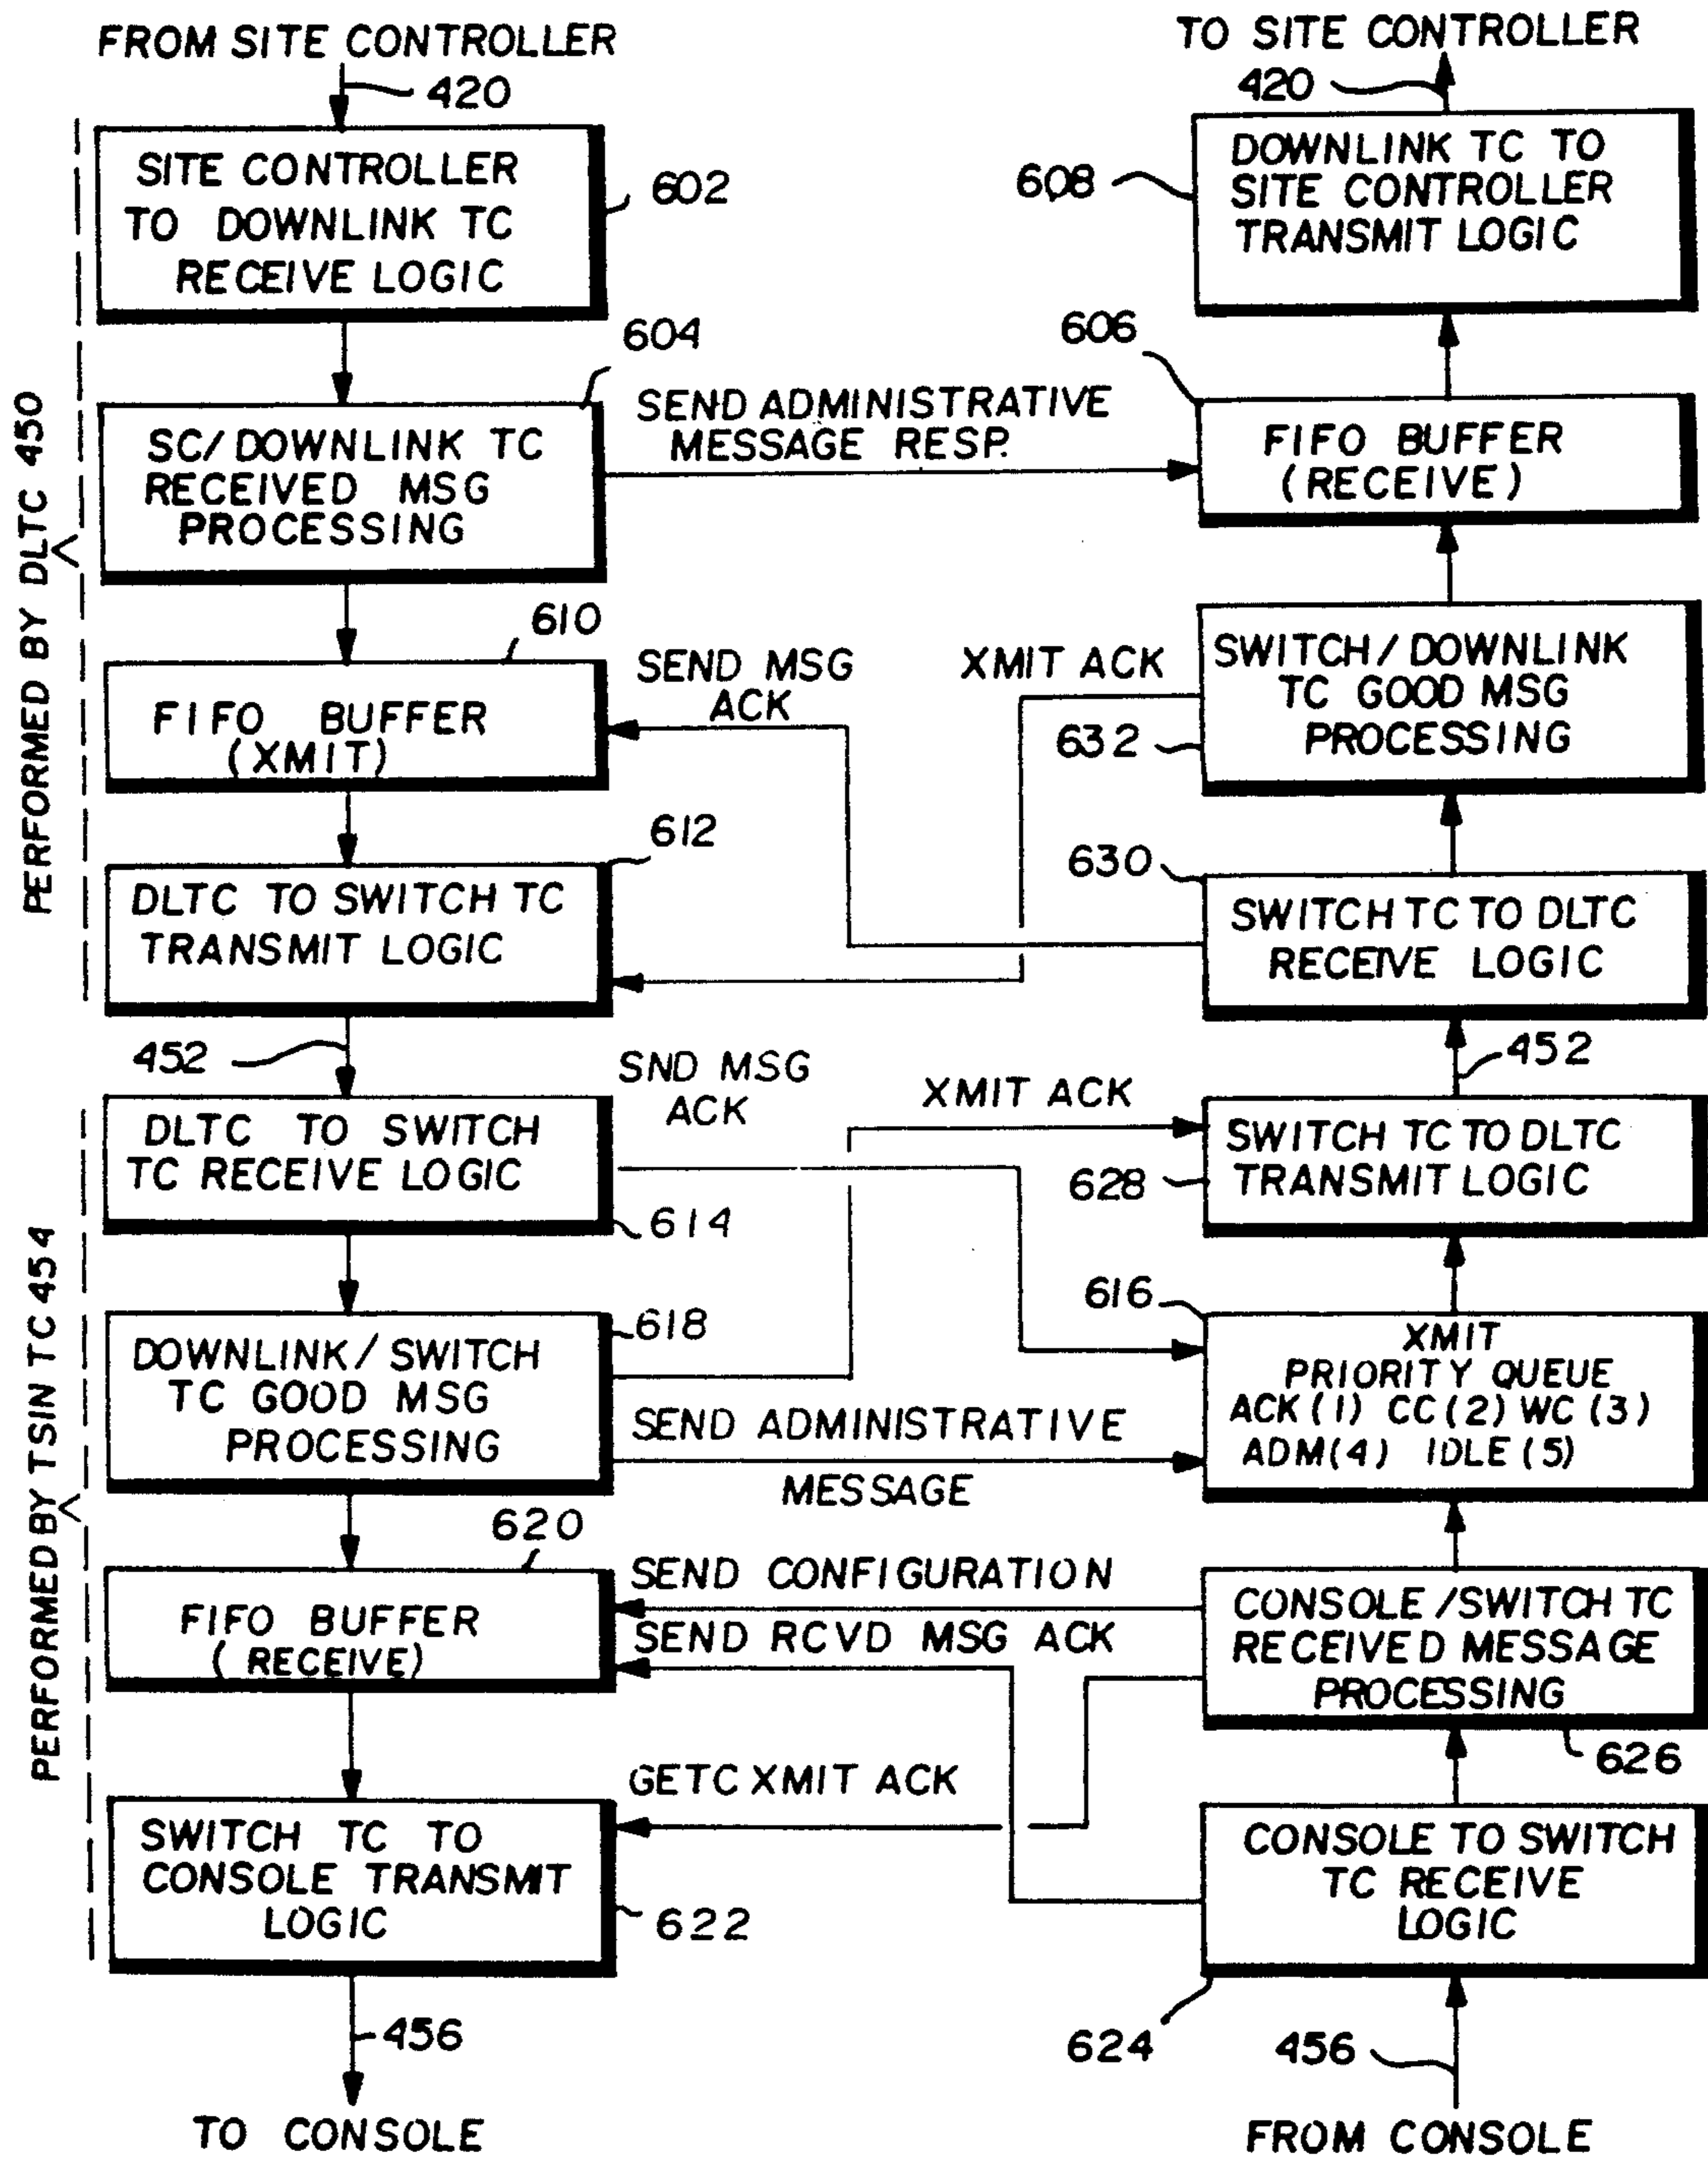 FROM SITE CONTROLLER
420
SITE CONTROLLER
TO DOWNLINK TC
RECEIVE LOGIC
602
604
SC/DOWNLINK TC
RECEIVED MSG
PROCESSING
SEND ADMINISTRATIVE
MESSAGE RESP.
PERFORMED BY DLTC 450
610
FIFO BUFFER
(XMIT)
SEND MSG
ACK
612
DLTC TO SWITCH TC
TRANSMIT LOGIC
452
DLTC TO SWITCH
TC RECEIVE LOGIC
SND MSG
ACK
614
618
DOWNLINK/SWITCH
TC GOOD MSG
PROCESSING
SEND ADMINISTRATIVE
MESSAGE
PERFORMED BY TSIN TC 454
620
FIFO BUFFER
(RECEIVE)
SEND CONFIGURATION
SEND RCVD MSG ACK
GETC XMIT ACK
SWITCH TC TO
CONSOLE TRANSMIT
LOGIC
622
456
TO CONSOLE
TO SITE CONTROLLER
420
608
DOWNLINK TC TO
SITE CONTROLLER
TRANSMIT LOGIC
606
FIFO BUFFER
(RECEIVE)
XMIT ACK
632
SWITCH/DOWNLINK
TC GOOD MSG
PROCESSING
630
SWITCH TC TO DLTC
RECEIVE LOGIC
452
XMIT ACK
628
SWITCH TC TO DLTC
TRANSMIT LOGIC
616
XMIT
PRIORITY QUEUE
ACK(1) CC(2) WC(3)
ADM(4) IDLE(5)
CONSOLE/SWITCH TC
RECEIVED MESSAGE
PROCESSING
626
CONSOLE TO SWITCH
TC RECEIVE
LOGIC
624
456
FROM CONSOLE